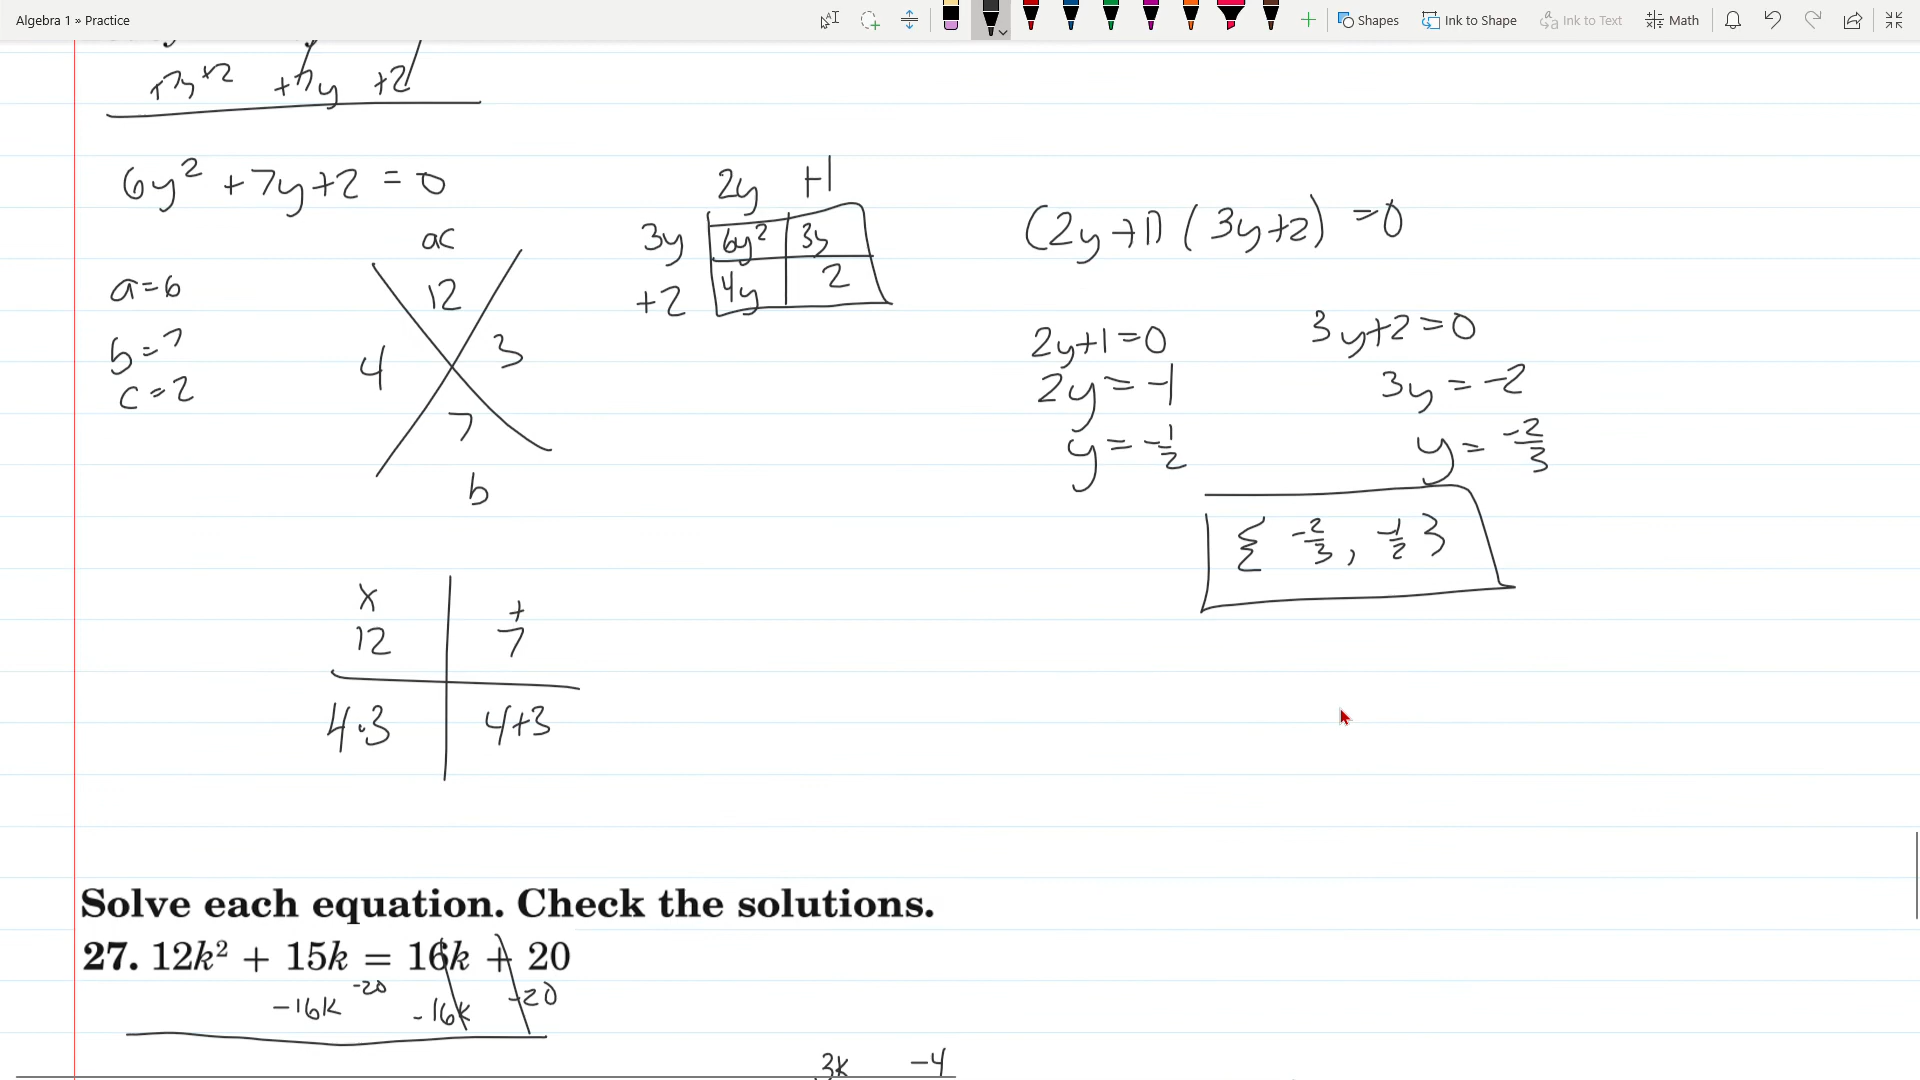 Algebra 1 » Practice
Shapes
Ink to Shape
Ink to Text
Math
+7y +2 +7y +2
6y² + 7y + 2 = 0
a = 6
b = 7
c = 2
ac
12
4 3
7
b
2y +1
3y 6y² 3y
+2 4y 2
(2y+1) (3y+2) = 0
2y+1=0
2y = -1
y = -1/2
3y+2=0
3y = -2
y = -2/3
{ -2/3, -1/2 }
x +
12 7
4·3 4+3
Solve each equation. Check the solutions.
27. 12k² + 15k = 16k + 20
-16k -20 -16k -20
3k -4